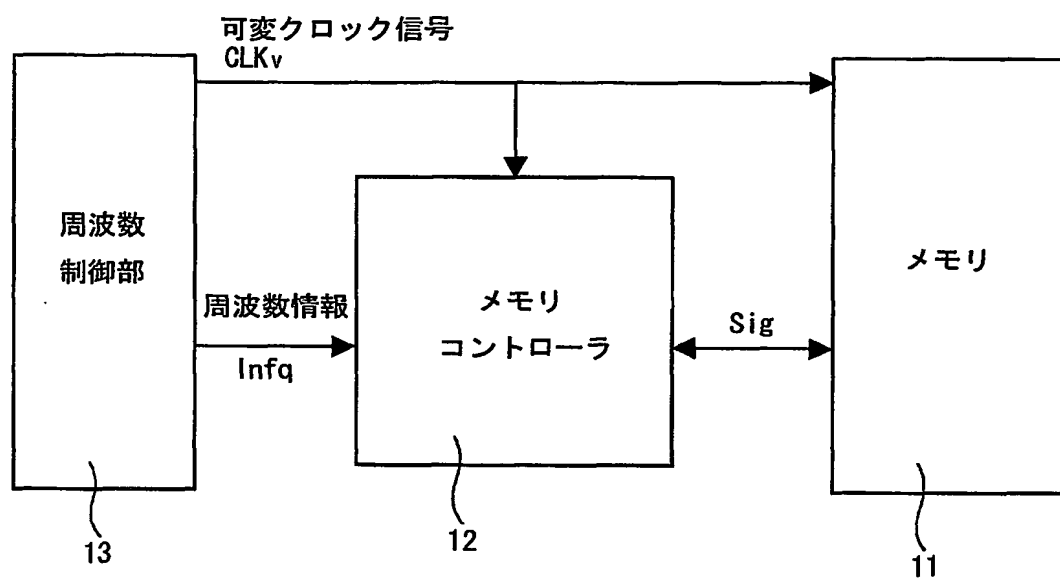 可変クロック信号
CLKv
周波数
制御部
周波数情報
Infq
メモリ
コントローラ
Sig
メモリ
13
12
11